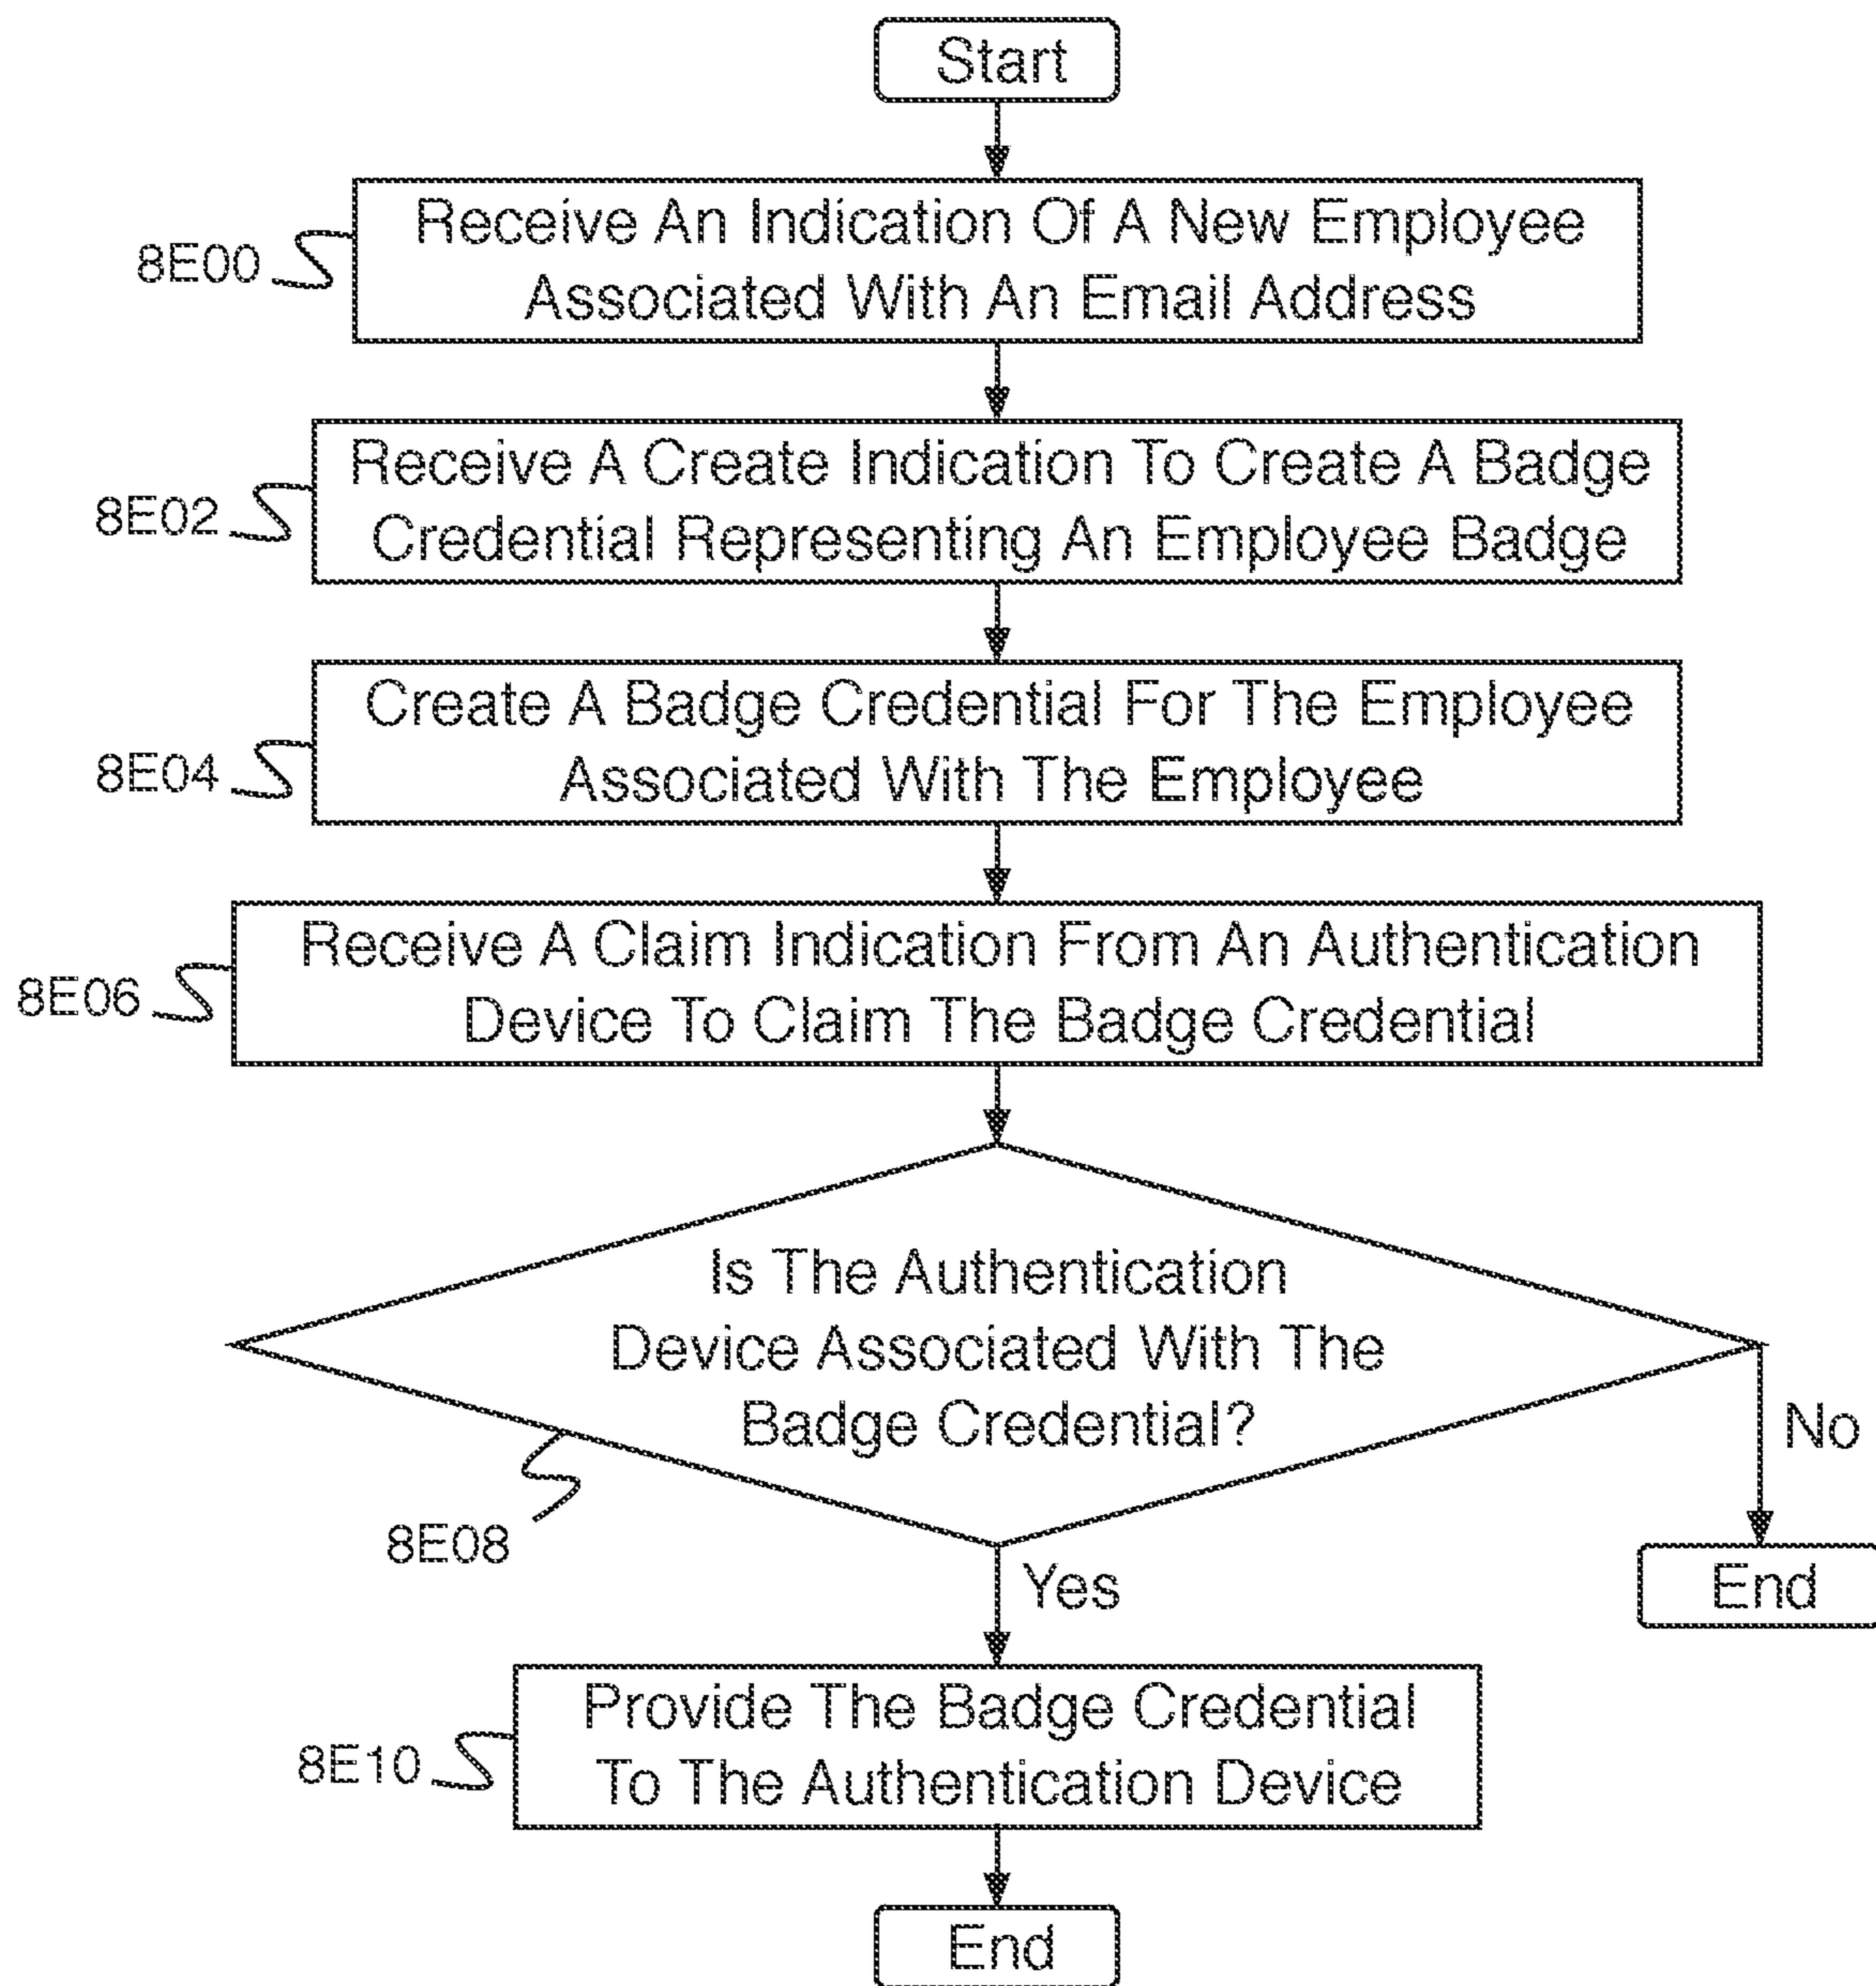 Start
Receive An Indication Of A New Employee
Associated With An Email Address
8E00
Receive A Create Indication To Create A Badge
Credential Representing An Employee Badge
8E02
Create A Badge Credential For The Employee
Associated With The Employee
8E04
Receive A Claim Indication From An Authentication
Device To Claim The Badge Credential
8E06
Is The Authentication
Device Associated With The
Badge Credential?
8E08
No
End
Yes
Provide The Badge Credential
To The Authentication Device
8E10
End